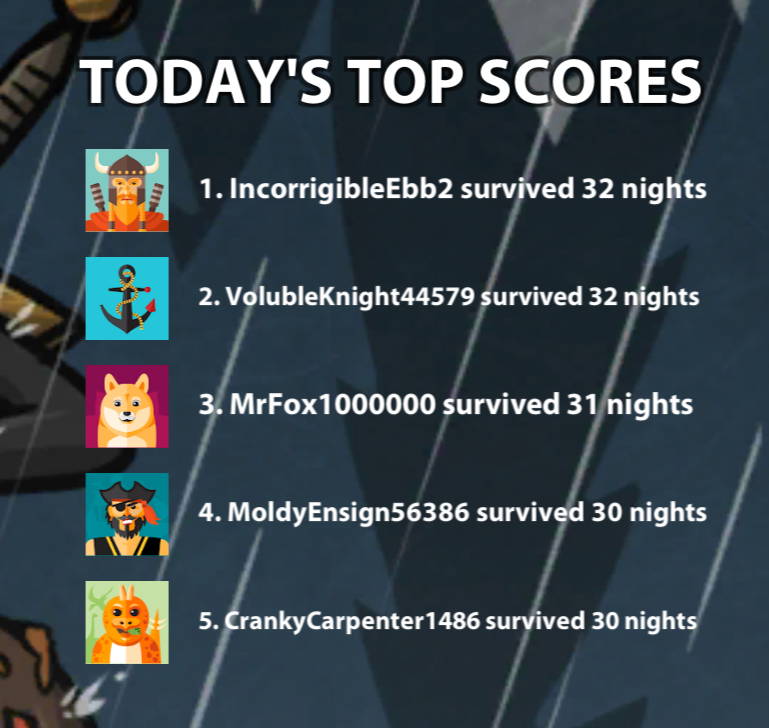 TODAY'S TOP SCORES
1. IncorrigibleEbb2 survived 32 nights
2. VolubleKnight44579 survived 32 nights
3. MrFox1000000 survived 31 nights
4. MoldyEnsign56386 survived 30 nights
5. CrankyCarpenter1486 survived 30 nights